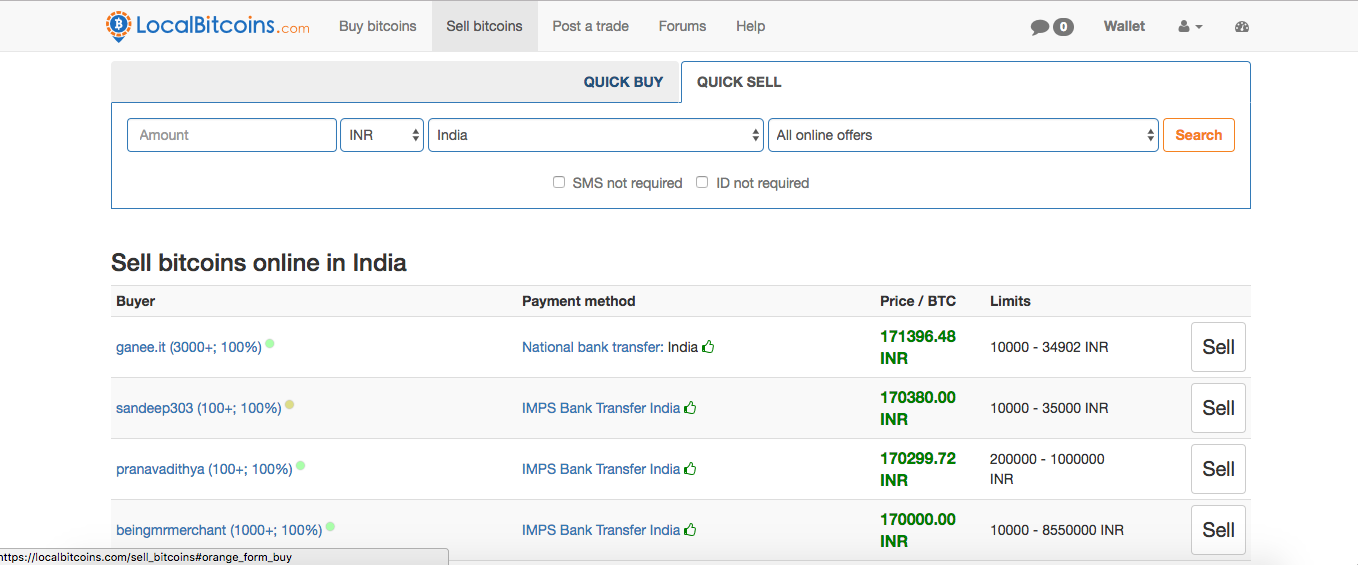 LocalBitcoins.com Buy bitcoins Sell bitcoins Post a trade Forums Help 0 Wallet
QUICK BUY QUICK SELL
Amount INR India All online offers Search
SMS not required ID not required
Sell bitcoins online in India
Buyer Payment method Price / BTC Limits
ganee.it (3000+; 100%) National bank transfer: India 171396.48 INR 10000 - 34902 INR Sell
sandeep303 (100+; 100%) IMPS Bank Transfer India 170380.00 INR 10000 - 35000 INR Sell
pranavadithya (100+; 100%) IMPS Bank Transfer India 170299.72 INR 200000 - 1000000 INR Sell
beingmrmerchant (1000+; 100%) IMPS Bank Transfer India 170000.00 INR 10000 - 8550000 INR Sell
https://localbitcoins.com/sell_bitcoins#orange_form_buy